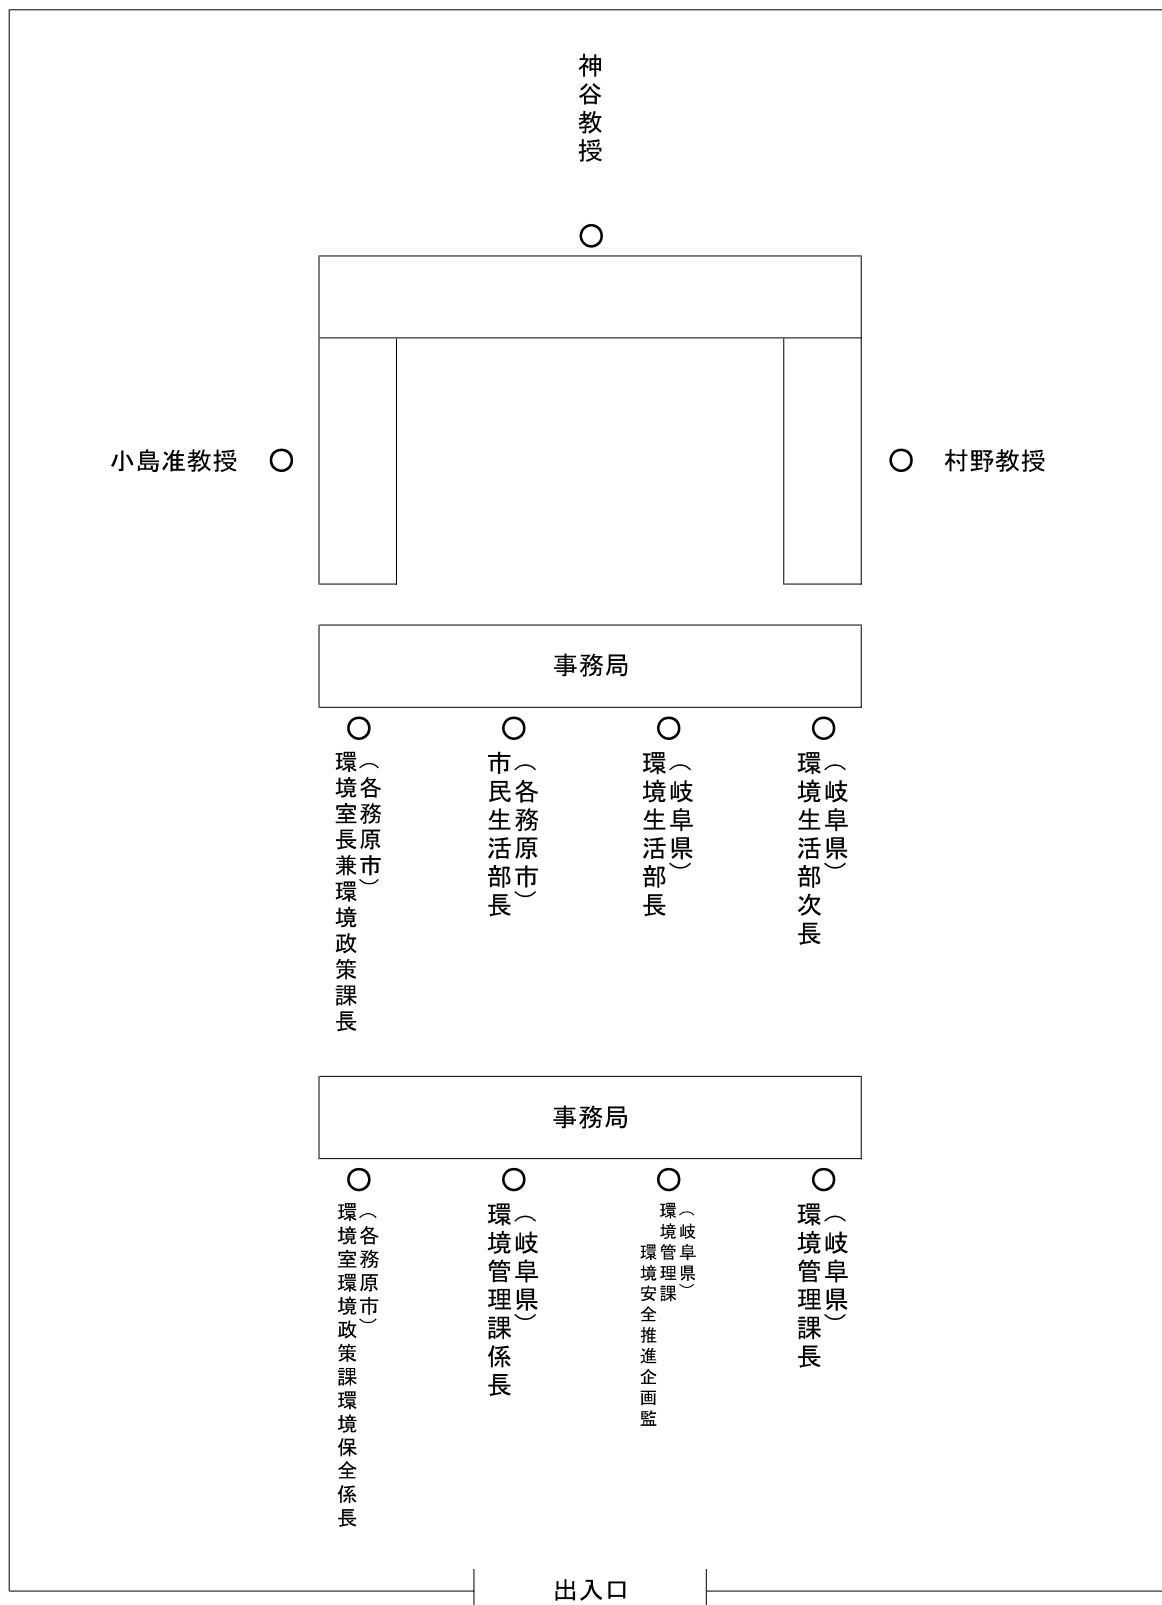 神谷教授
小島准教授
村野教授
事務局
（岐阜県）
環境生活部次長
（岐阜県）
環境生活部長
（各務原市）
市民生活部長
（各務原市）
環境室長兼環境政策課長
事務局
（岐阜県）
環境管理課長
（岐阜県）
環境管理課
環境安全推進企画監
（岐阜県）
環境管理課係長
（各務原市）
環境室環境政策課環境保全係長
出入口